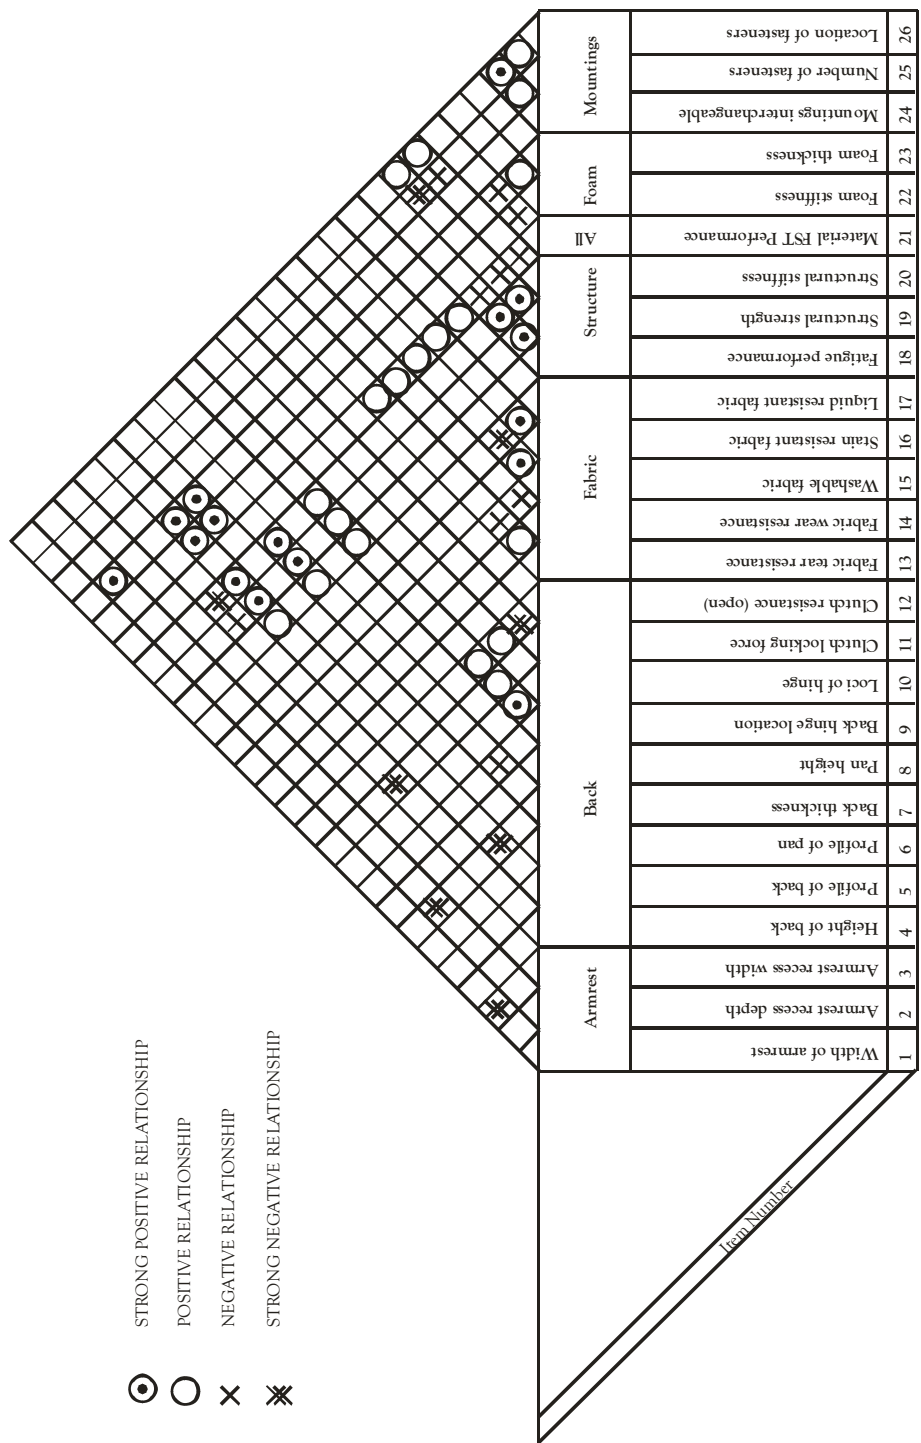 STRONG POSITIVE RELATIONSHIP
POSITIVE RELATIONSHIP
NEGATIVE RELATIONSHIP
STRONG NEGATIVE RELATIONSHIP
Armrest
Back
Fabric
Structure
All
Foam
Mountings
Width of armrest
Armrest recess depth
Armrest recess width
Height of back
Profile of back
Profile of pan
Back thickness
Pan height
Back hinge location
Loci of hinge
Clutch locking force
Clutch resistance (open)
Fabric tear resistance
Fabric wear resistance
Washable fabric
Stain resistant fabric
Liquid resistant fabric
Fatigue performance
Structural strength
Structural stiffness
Material FST Performance
Foam stiffness
Foam thickness
Mountings interchangeable
Number of fasteners
Location of fasteners
Item Number
1
2
3
4
5
6
7
8
9
10
11
12
13
14
15
16
17
18
19
20
21
22
23
24
25
26